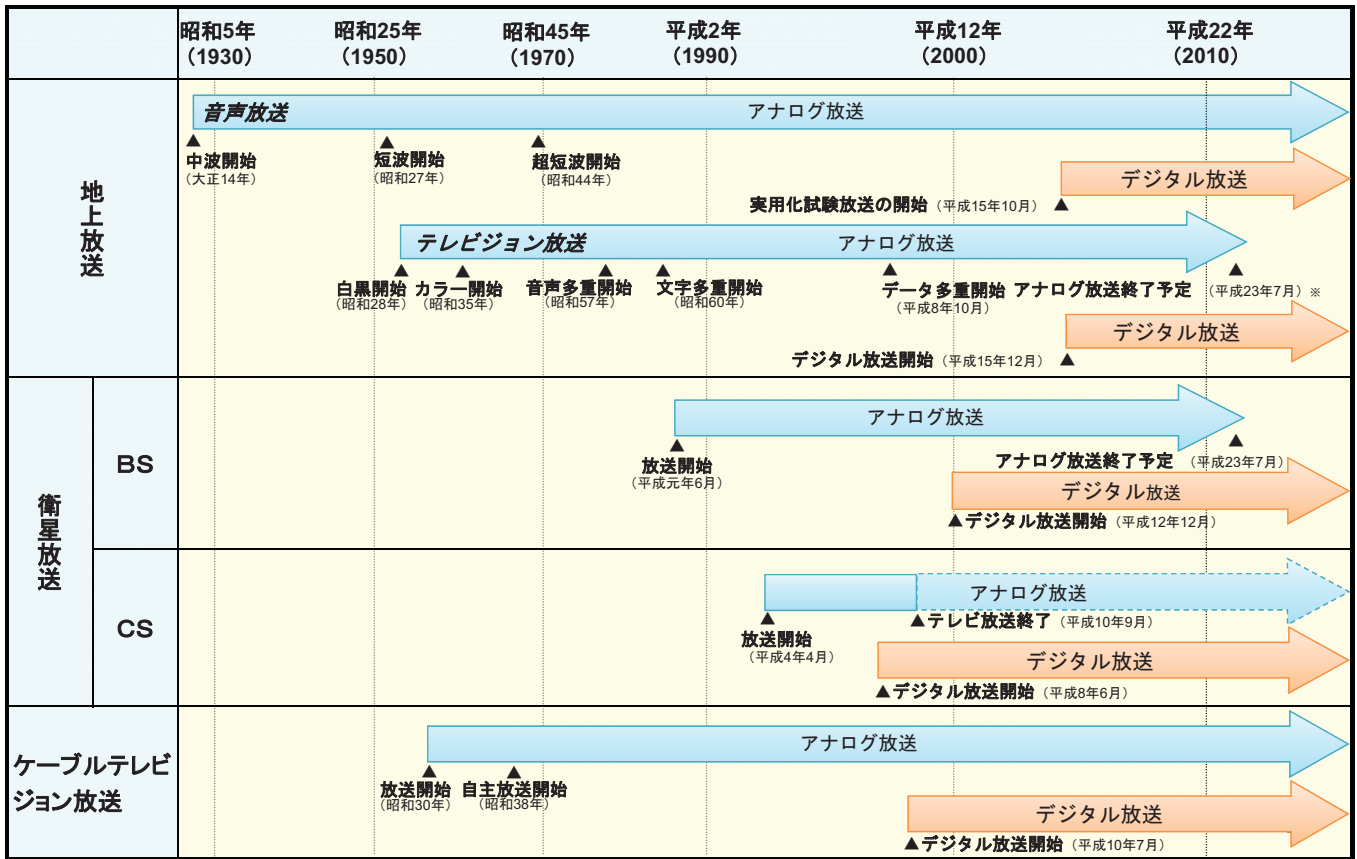 昭和5年
(1930)
昭和25年
(1950)
昭和45年
(1970)
平成2年
(1990)
平成12年
(2000)
平成22年
(2010)
地上放送
音声放送
アナログ放送
▲
中波開始
(大正14年)
▲
短波開始
(昭和27年)
▲
超短波開始
(昭和44年)
デジタル放送
実用化試験放送の開始 (平成15年10月) ▲
テレビジョン放送
アナログ放送
▲
白黒開始
(昭和28年)
▲
カラー開始
(昭和35年)
▲
音声多重開始
(昭和57年)
▲
文字多重開始
(昭和60年)
▲
データ多重開始
(平成8年10月)
▲
アナログ放送終了予定 (平成23年7月)※
デジタル放送
デジタル放送開始 (平成15年12月) ▲
衛星放送
BS
アナログ放送
▲
放送開始
(平成元年6月)
▲
アナログ放送終了予定 (平成23年7月)
デジタル放送
▲デジタル放送開始 (平成12年12月)
CS
アナログ放送
▲
放送開始
(平成4年4月)
▲テレビ放送終了 (平成10年9月)
デジタル放送
▲デジタル放送開始 (平成8年6月)
ケーブルテレビ
ジョン放送
アナログ放送
▲
放送開始
(昭和30年)
▲
自主放送開始
(昭和38年)
デジタル放送
▲デジタル放送開始 (平成10年7月)